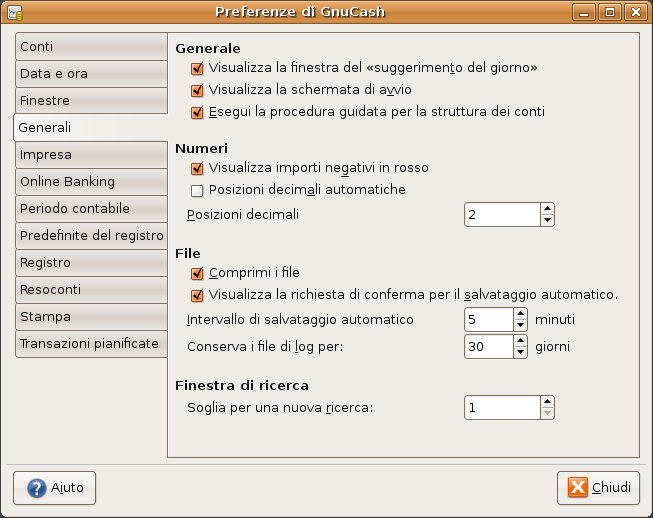 Preferenze di GnuCash
Conti
Data e ora
Finestre
Generali
Impresa
Online Banking
Periodo contabile
Predefinite del registro
Registro
Resoconti
Stampa
Transazioni pianificate
Generale
Visualizza la finestra del «suggerimento del giorno»
Visualizza la schermata di avvio
Esegui la procedura guidata per la struttura dei conti
Numeri
Visualizza importi negativi in rosso
Posizioni decimali automatiche
Posizioni decimali 2
File
Comprimi i file
Visualizza la richiesta di conferma per il salvataggio automatico.
Intervallo di salvataggio automatico 5 minuti
Conserva i file di log per: 30 giorni
Finestra di ricerca
Soglia per una nuova ricerca: 1
Aiuto
Chiudi